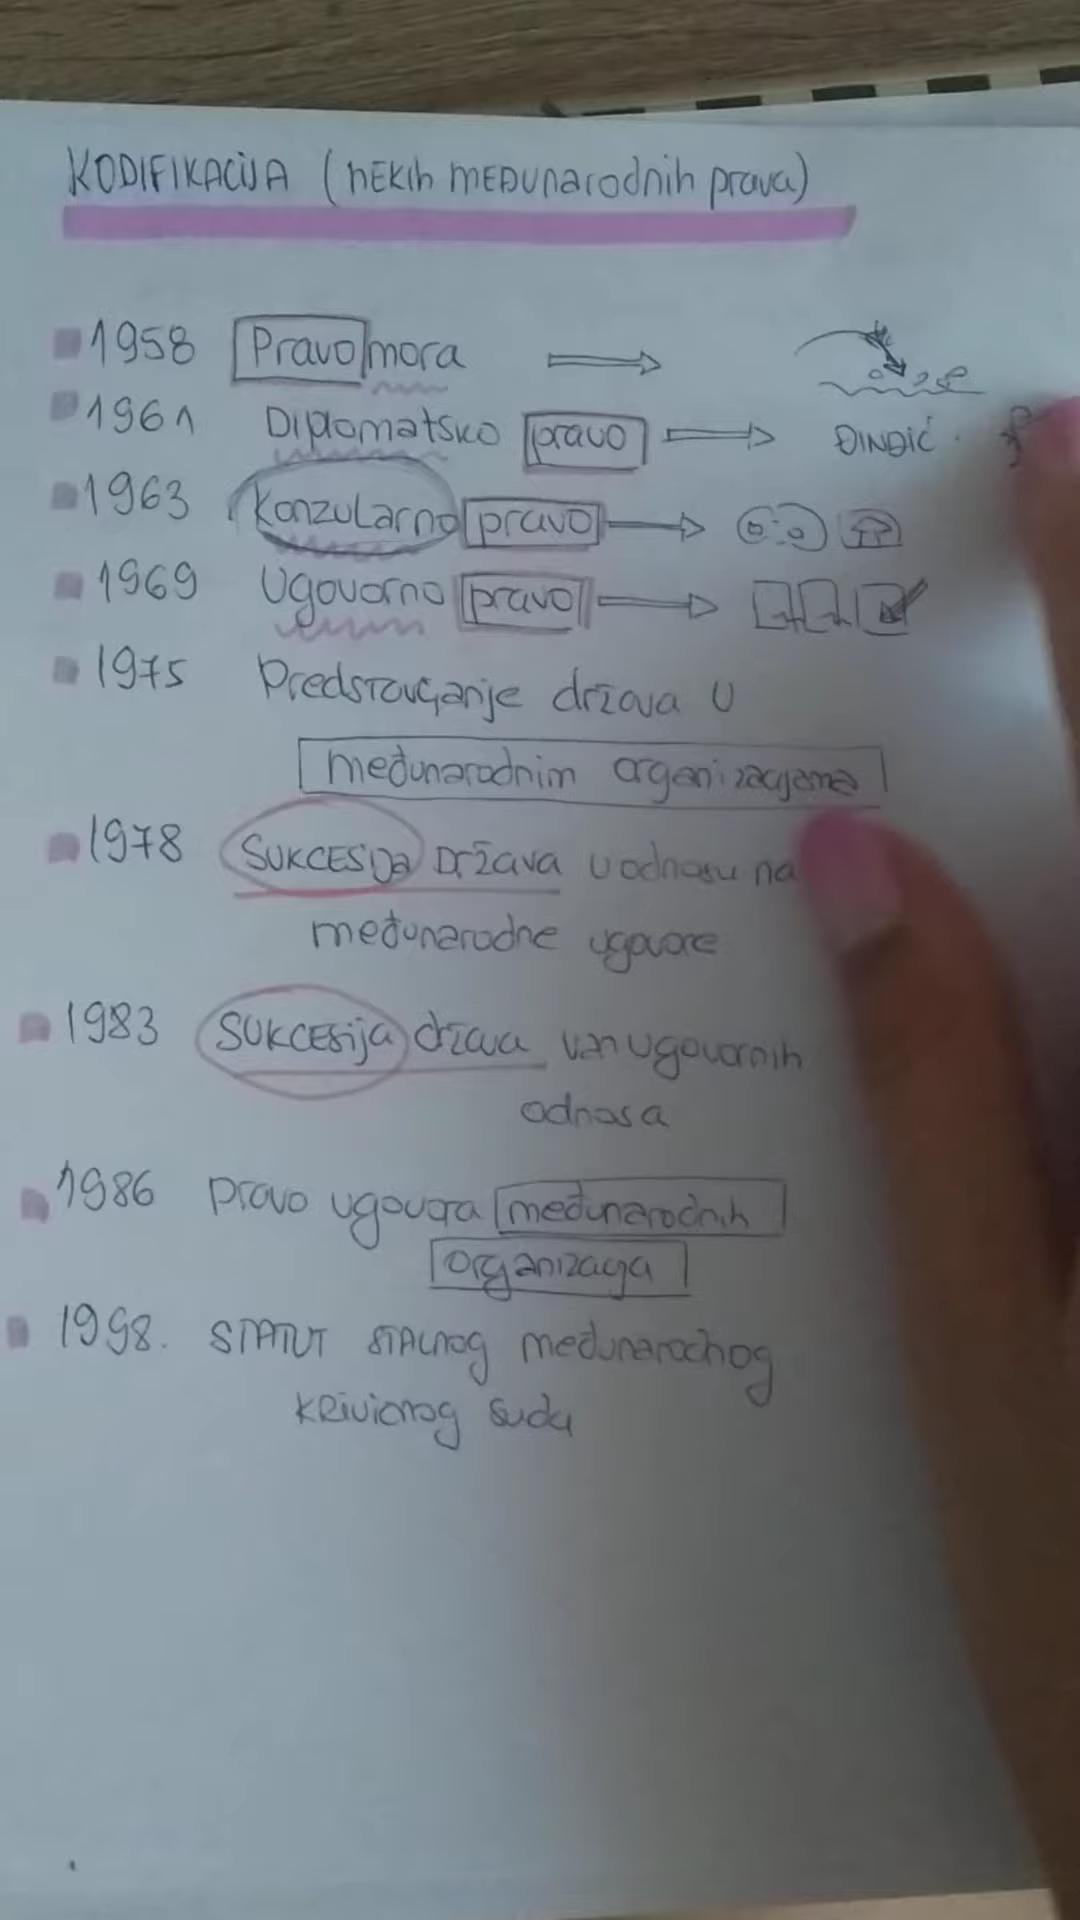 KODIFIKACIJA (nekih međunarodnih prava)
1958 Pravo mora
1961 Diplomatsko pravo ĐINĐIĆ
1963 Konzularno pravo
1969 Ugovorno pravo
1975 Predstavljanje država u
međunarodnim organizacijama
1978 SUKCESIJA DRŽAVA u odnosu na
međunarodne ugovore
1983 SUKCESIJA država van ugovornih
odnosa
1986 pravo ugovora međunarodnih
organizacija
1998. STATUT STALNOG međunarodnog
krivičnog suda